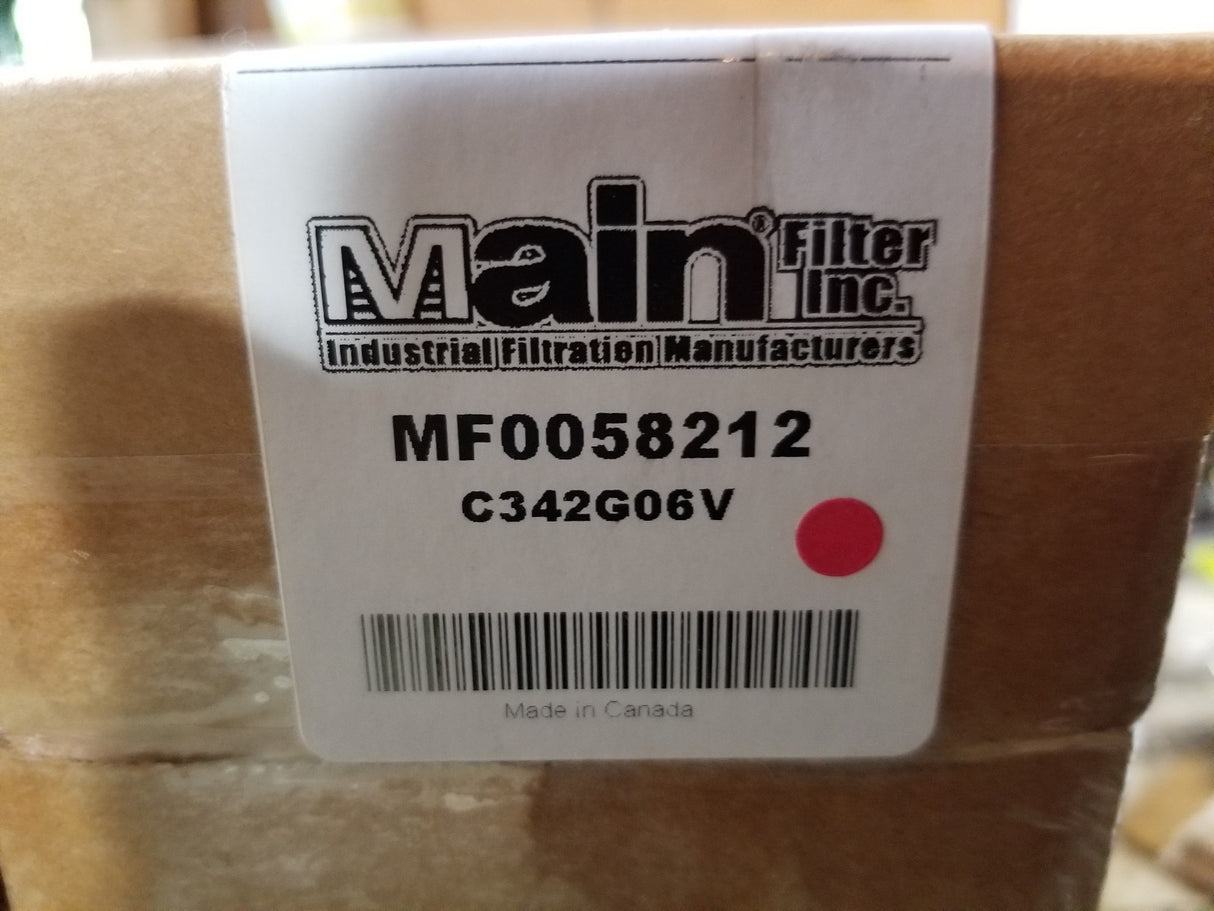 Main® Filter Inc.
Industrial Filtration Manufacturers
MF0058212
C342G06V
Made in Canada